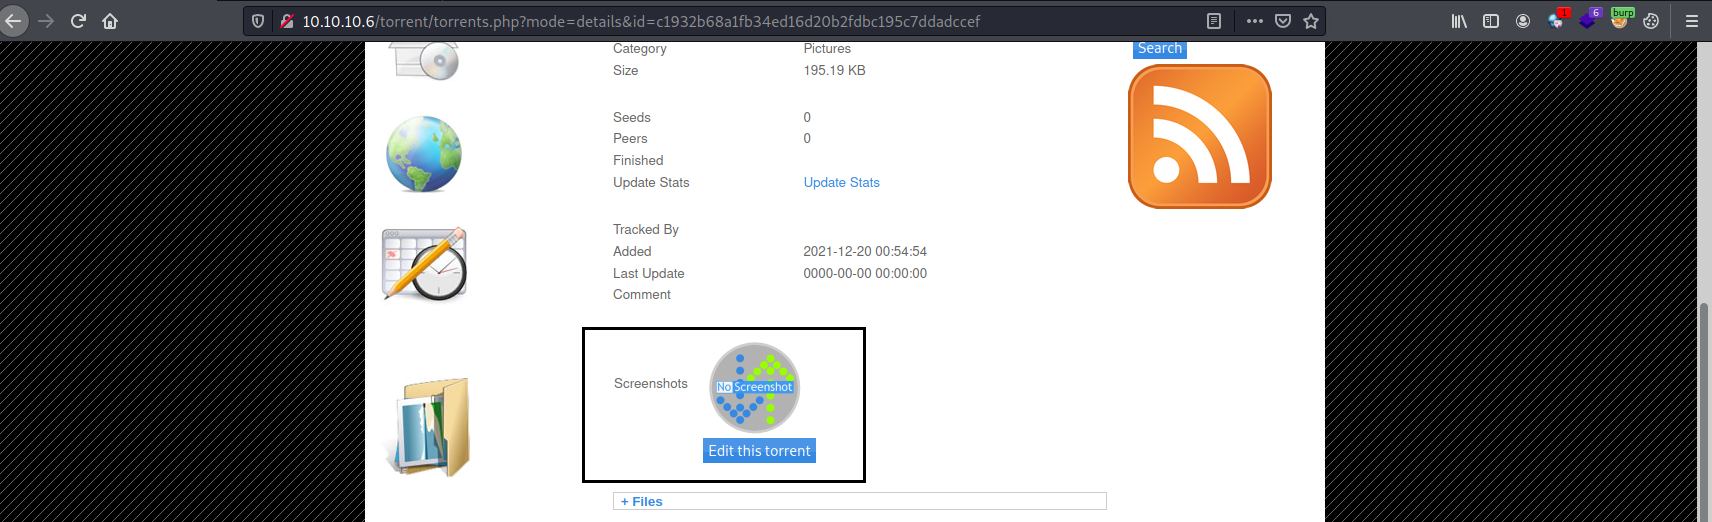 10.10.10.6/torrent/torrents.php?mode=details&id=c1932b68a1fb34ed16d20b2fdbc195c7ddadccef
1
6
burp
Category Pictures
Search
Size 195.19 KB
Seeds 0
Peers 0
Finished
Update Stats Update Stats
Tracked By
Added 2021-12-20 00:54:54
Last Update 0000-00-00 00:00:00
Comment
Screenshots
No Screenshot
Edit this torrent
+ Files